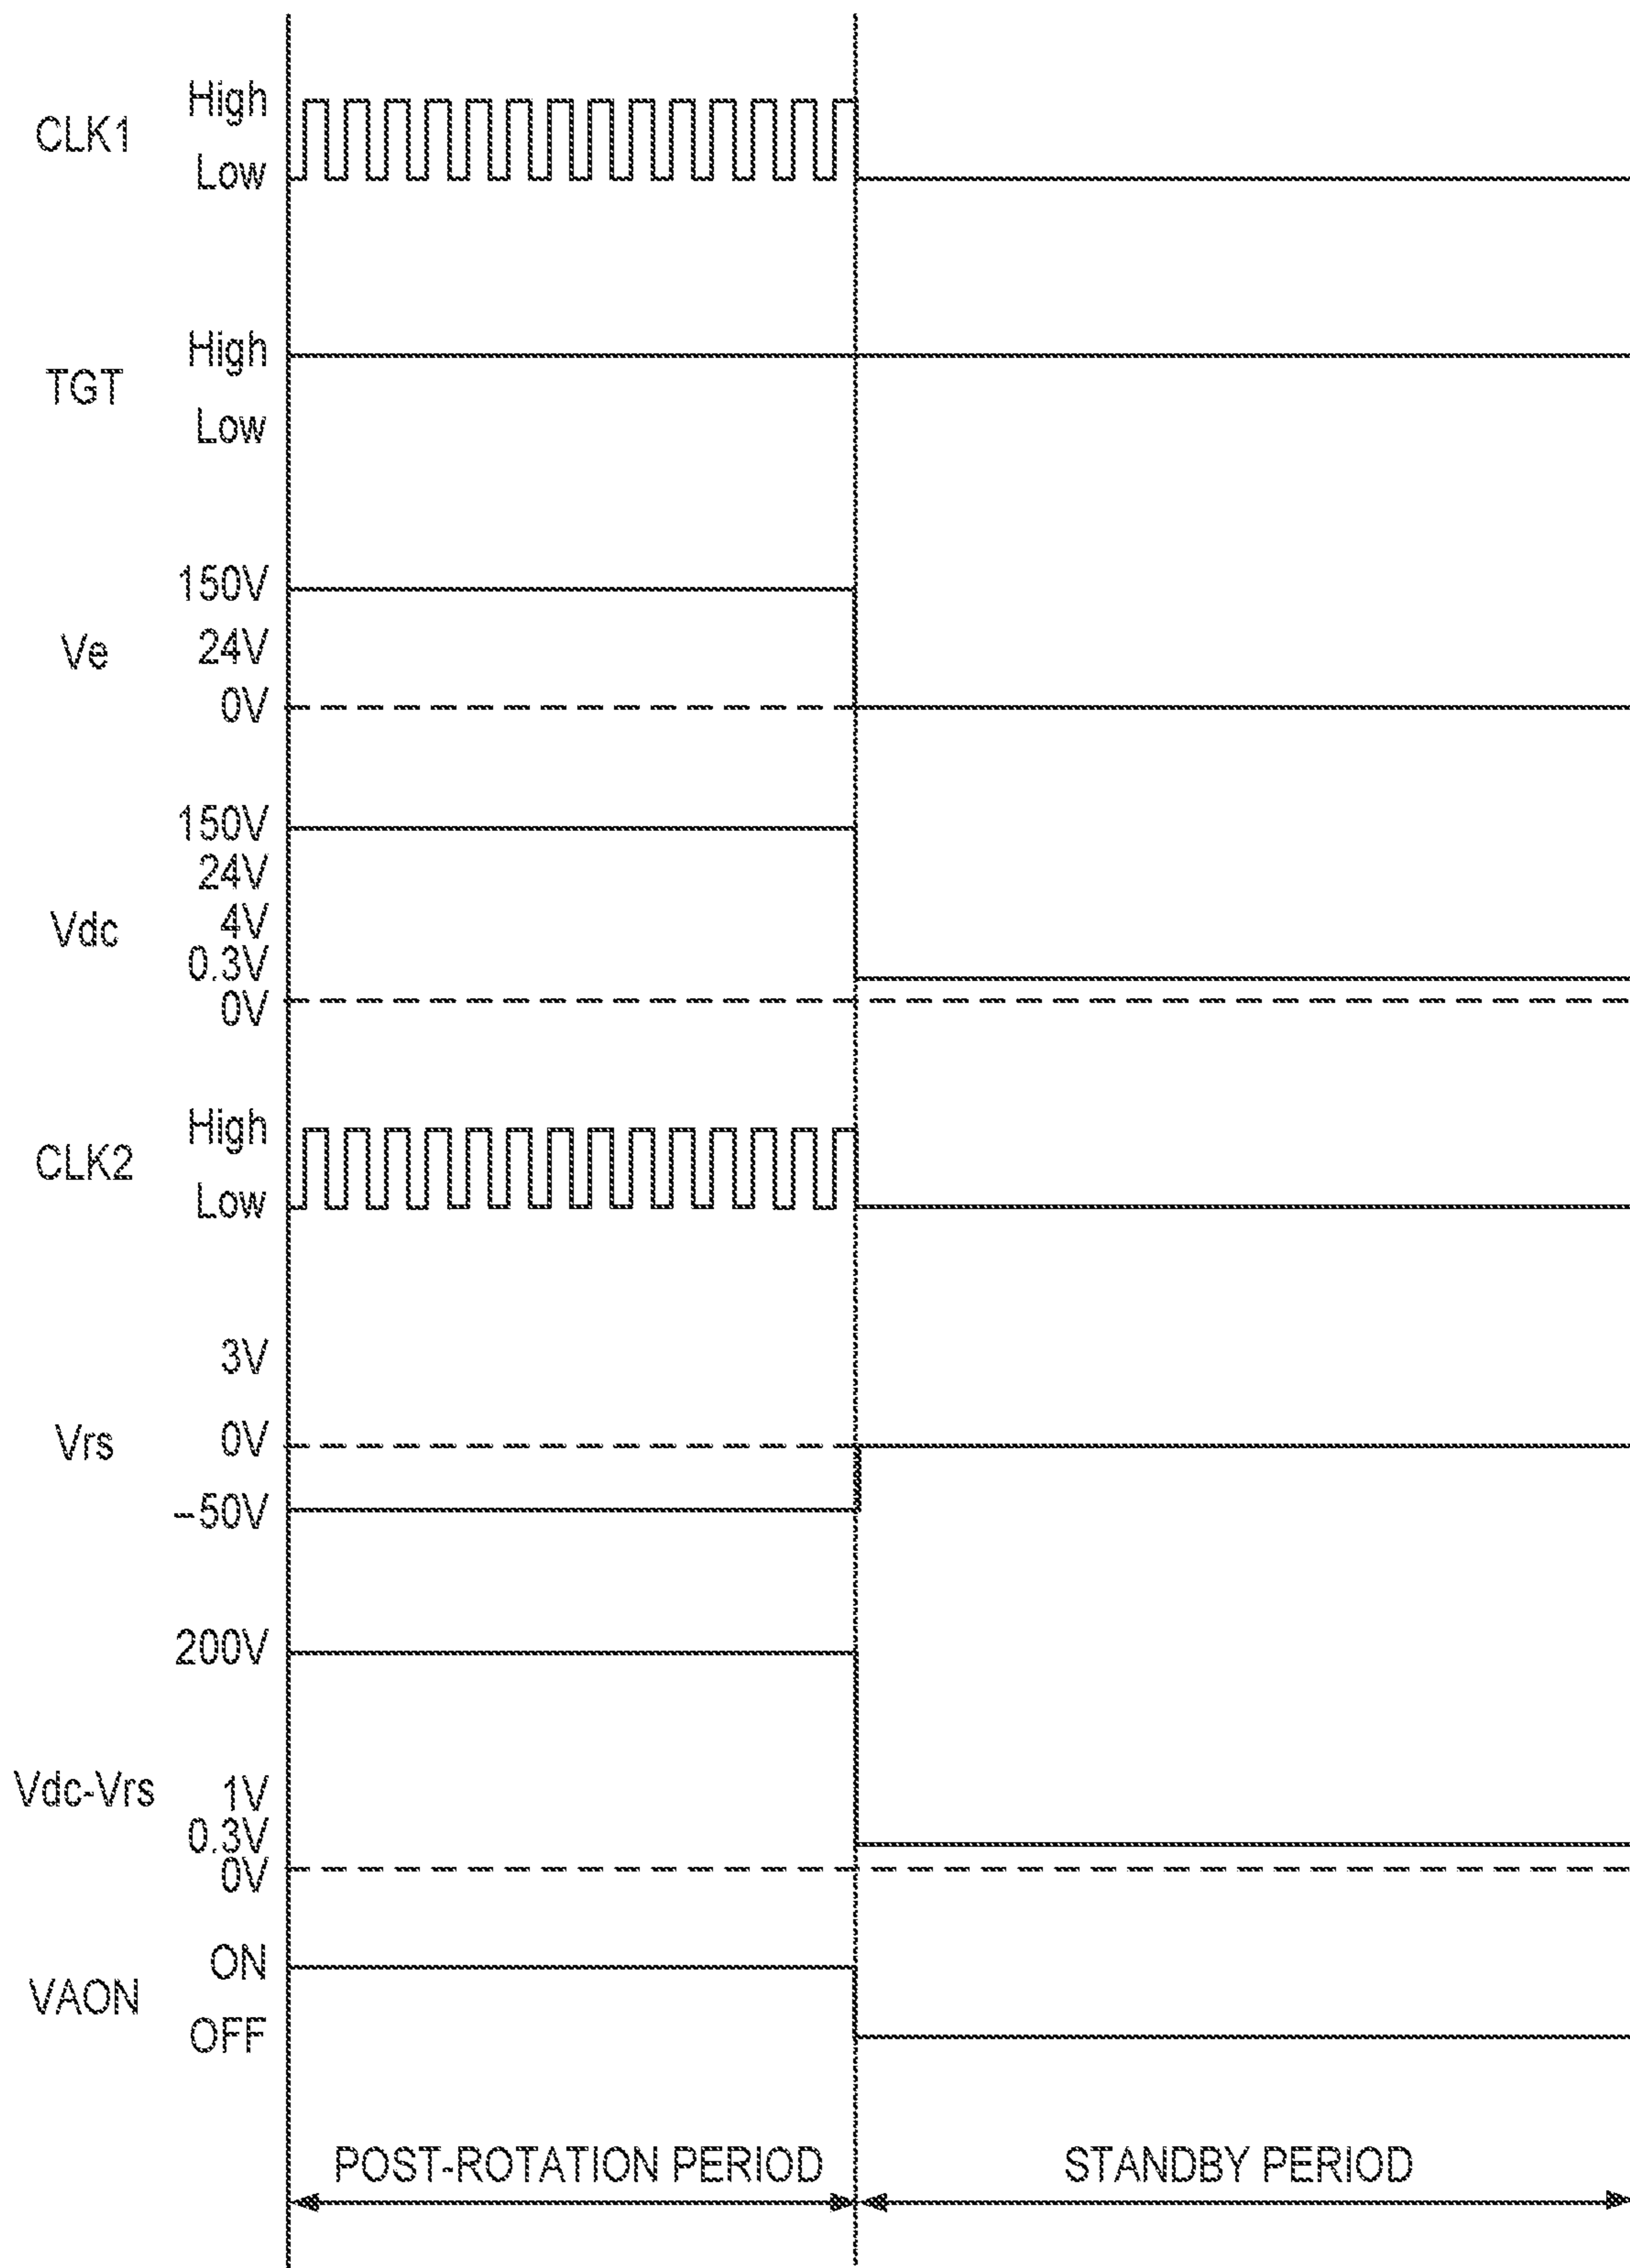 CLK1
High
Low
TGT
High
Low
Ve
150V
24V
0V
Vdc
150V
24V
4V
0.3V
0V
CLK2
High
Low
Vrs
3V
0V
−50V
Vdc-Vrs
200V
1V
0.3V
0V
VAON
ON
OFF
POST-ROTATION PERIOD
STANDBY PERIOD